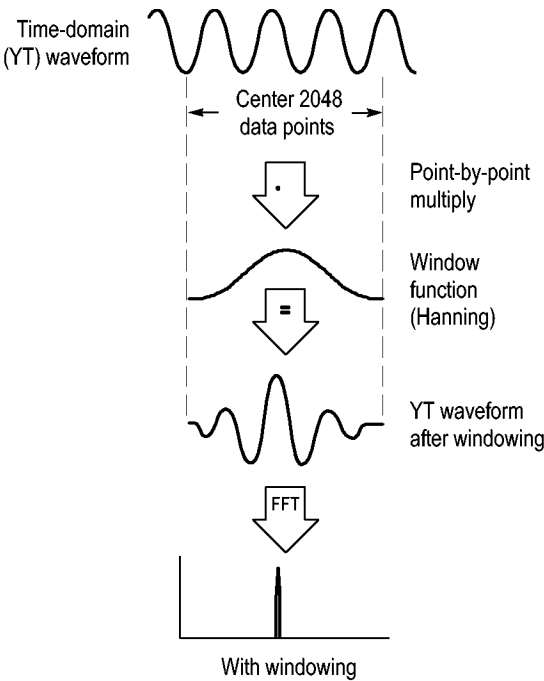 Time-domain
(YT) waveform
Center 2048
data points
Point-by-point
multiply
Window
function
(Hanning)
=
YT waveform
after windowing
FFT
With windowing